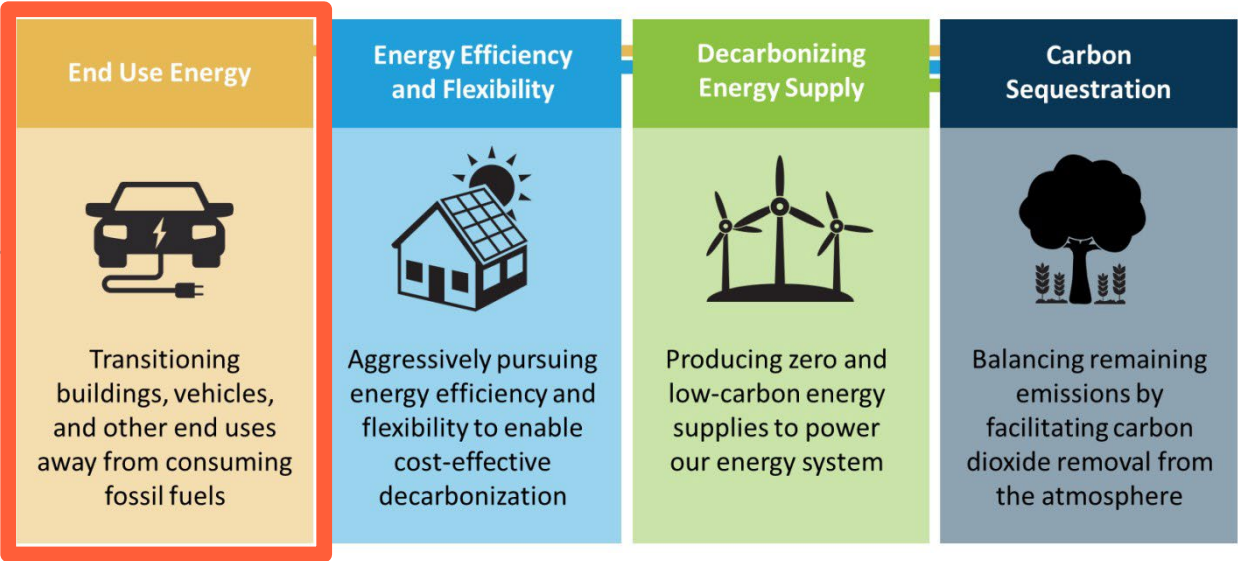 End Use Energy
Transitioning
buildings, vehicles,
and other end uses
away from consuming
fossil fuels
Energy Efficiency
and Flexibility
Aggressively pursuing
energy efficiency and
flexibility to enable
cost-effective
decarbonization
Decarbonizing
Energy Supply
Producing zero and
low-carbon energy
supplies to power
our energy system
Carbon
Sequestration
Balancing remaining
emissions by
facilitating carbon
dioxide removal from
the atmosphere